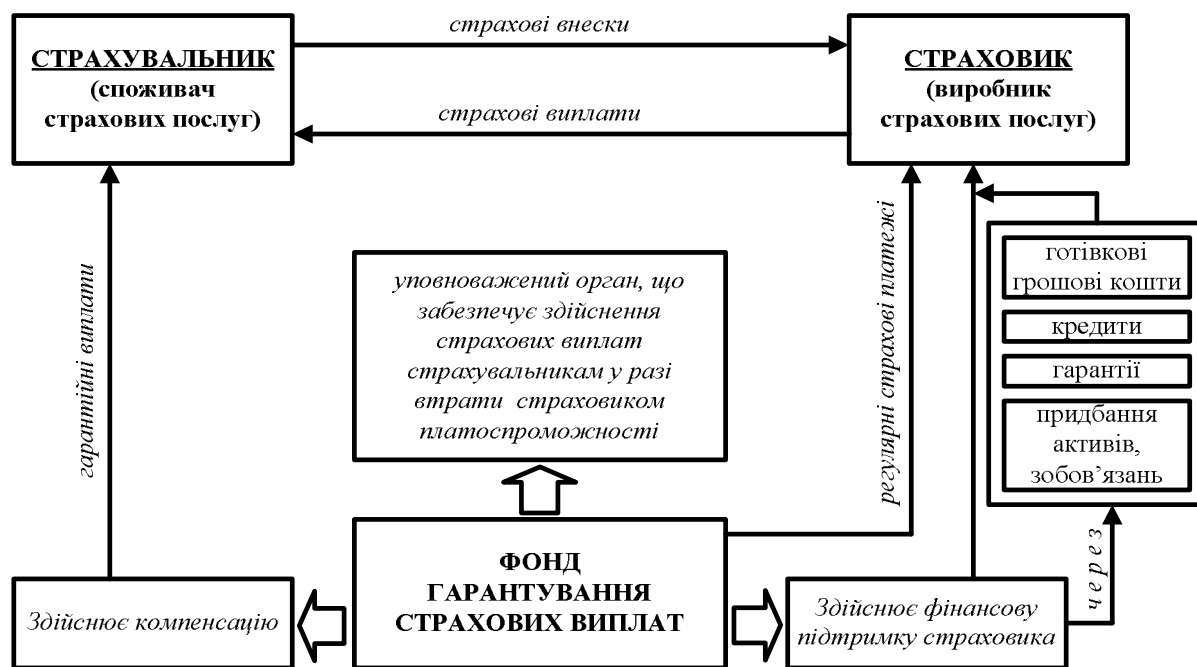 страхові внески
СТРАХУВАЛЬНИК
(споживач
страхових послуг)
СТРАХОВИК
(виробник
страхових послуг)
страхові виплати
гарантійні виплати
уповноважений орган, що
забезпечує здійснення
страхових виплат
страхувальникам у разі
втрати страховиком
платоспроможності
регулярні страхові платежі
готівкові
грошові кошти
кредити
гарантії
придбання
активів,
зобов’язань
через
ФОНД
ГАРАНТУВАННЯ
СТРАХОВИХ ВИПЛАТ
Здійснює компенсацію
Здійснює фінансову
підтримку страховика